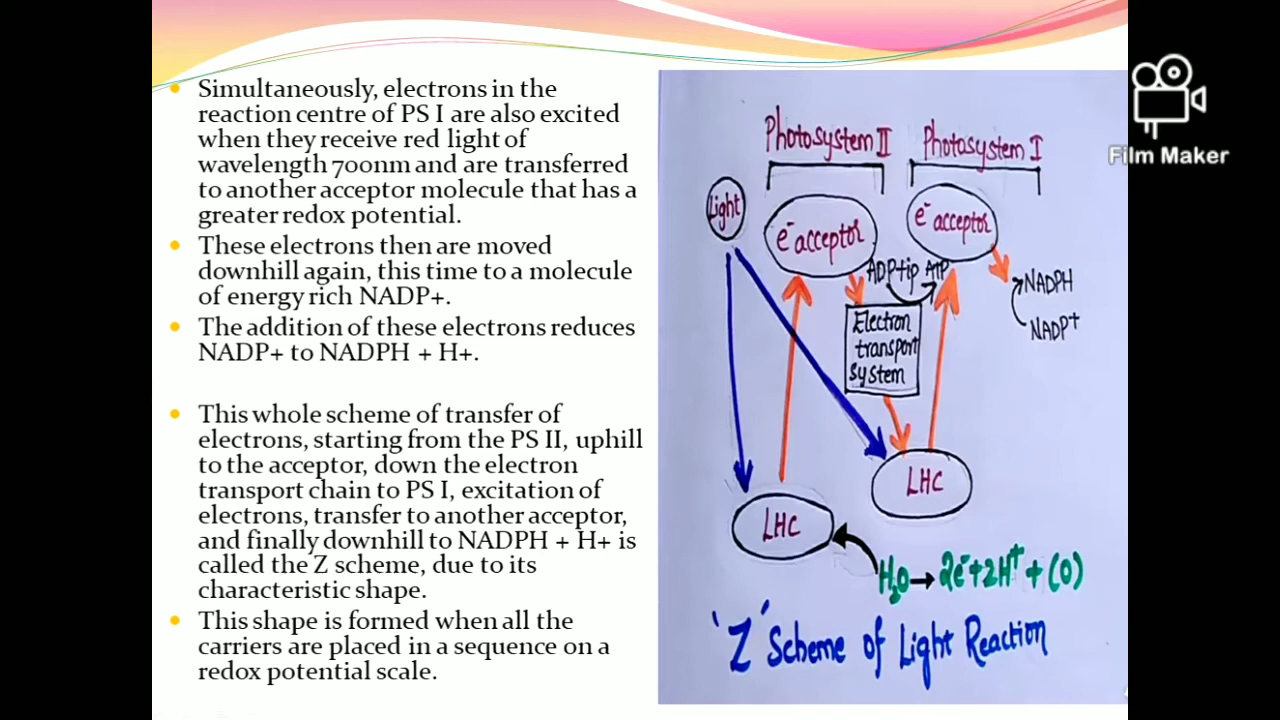 Simultaneously, electrons in the
reaction centre of PS I are also excited
when they receive red light of
wavelength 700nm and are transferred
to another acceptor molecule that has a
greater redox potential.
These electrons then are moved
downhill again, this time to a molecule
of energy rich NADP+.
The addition of these electrons reduces
NADP+ to NADPH + H+.
This whole scheme of transfer of
electrons, starting from the PS II, uphill
to the acceptor, down the electron
transport chain to PS I, excitation of
electrons, transfer to another acceptor,
and finally downhill to NADPH + H+ is
called the Z scheme, due to its
characteristic shape.
This shape is formed when all the
carriers are placed in a sequence on a
redox potential scale.
Photosystem II
Photosystem I
Light
e⁻ acceptor
e⁻ acceptor
ADP+ip ATP
NADPH
NADP⁺
Electron
transport
system
LHC
LHC
H₂O → 2e⁻ + 2H⁺ + (O)
'Z' Scheme of Light Reaction
Film Maker